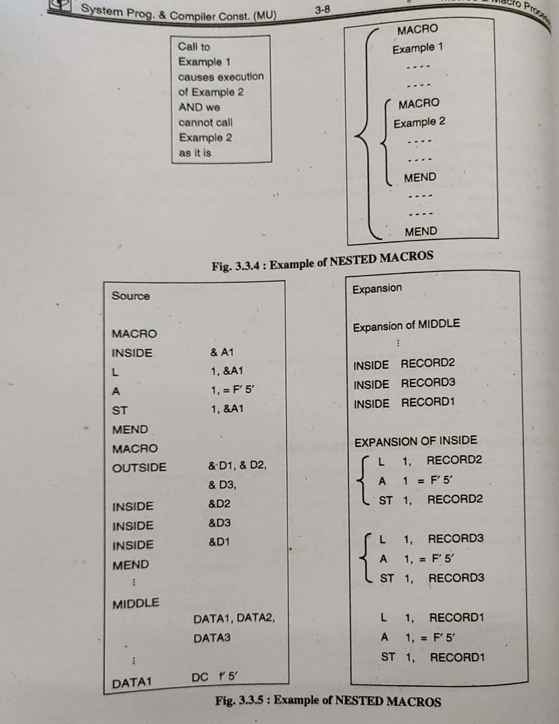 System Prog. & Compiler Const. (MU)
3-8
Macro Proces
Call to
Example 1
causes execution
of Example 2
AND we
cannot call
Example 2
as it is
MACRO
Example 1
- - - -
- - - -
MACRO
Example 2
- - - -
- - - -
MEND
- - - -
- - - -
MEND
Fig. 3.3.4 : Example of NESTED MACROS
Source
MACRO
INSIDE & A1
L 1, &A1
A 1, = F' 5'
ST 1, &A1
MEND
MACRO
OUTSIDE & D1, & D2,
& D3,
INSIDE &D2
INSIDE &D3
INSIDE &D1
MEND
⋮
MIDDLE
DATA1, DATA2,
DATA3
⋮
DATA1 DC f' 5'
Expansion
Expansion of MIDDLE
⋮
INSIDE RECORD2
INSIDE RECORD3
INSIDE RECORD1
EXPANSION OF INSIDE
L 1, RECORD2
A 1 = F' 5'
ST 1, RECORD2
L 1, RECORD3
A 1, = F' 5'
ST 1, RECORD3
L 1, RECORD1
A 1, = F' 5'
ST 1, RECORD1
Fig. 3.3.5 : Example of NESTED MACROS